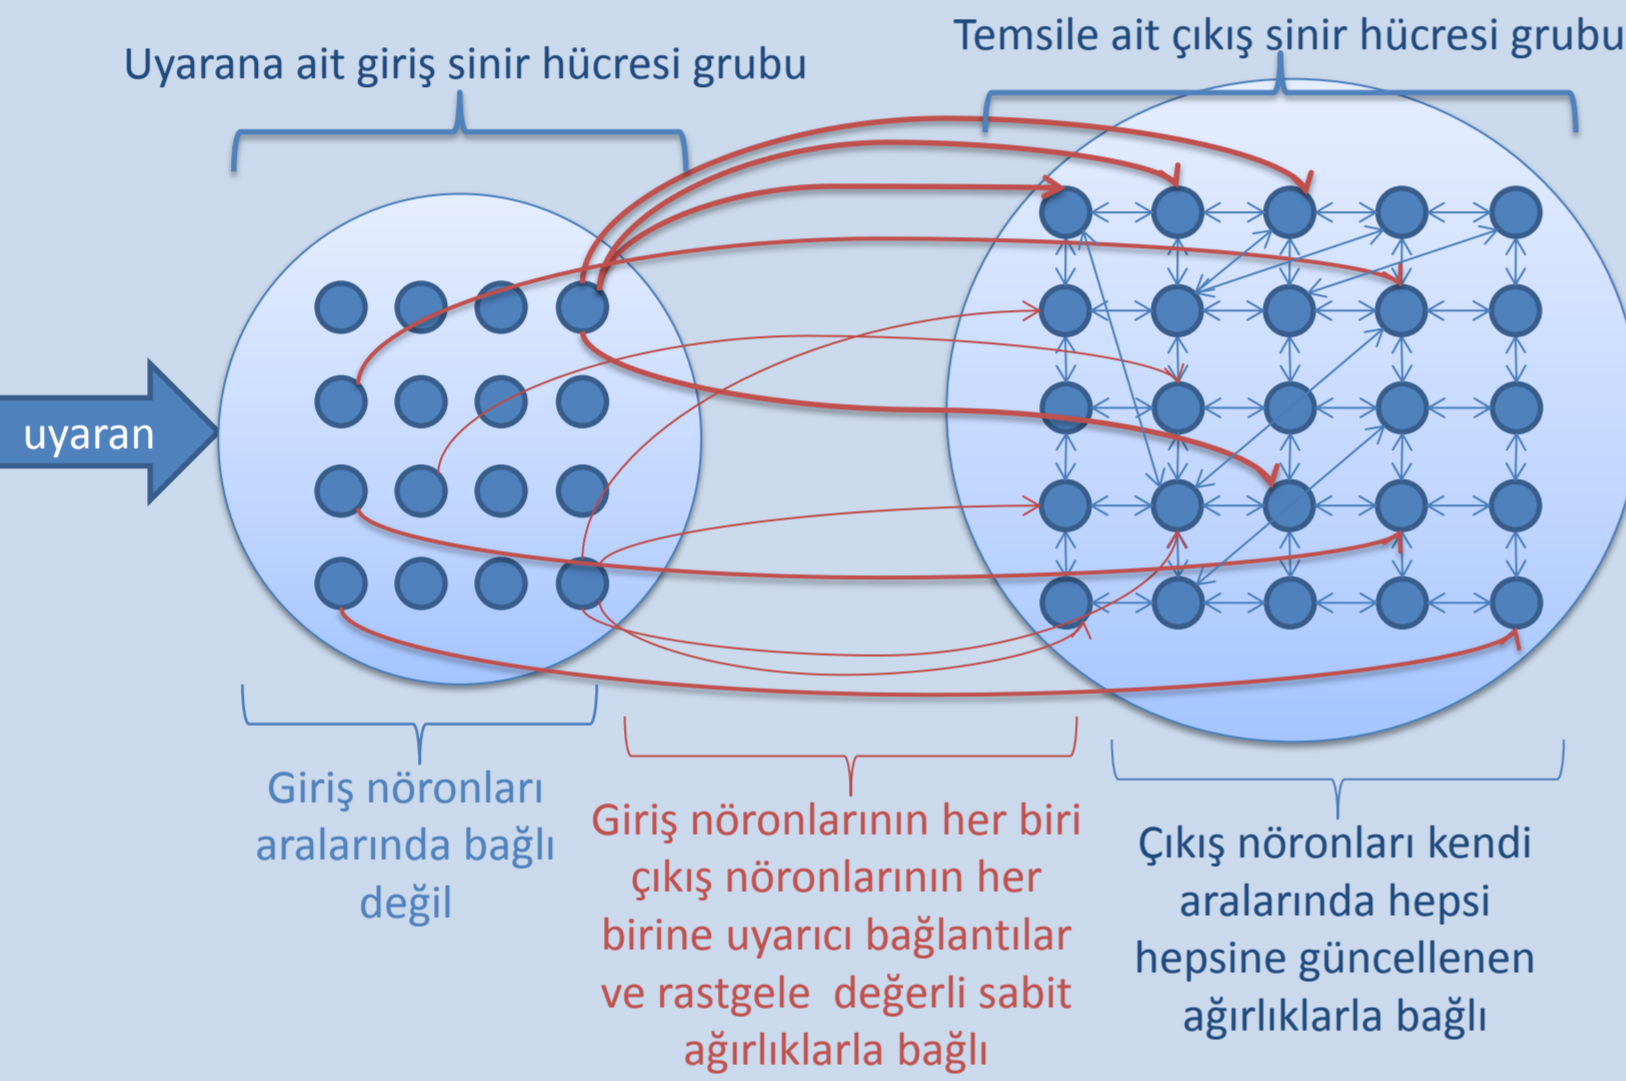 Uyarana ait giriş sinir hücresi grubu
Temsile ait çıkış sinir hücresi grubu
uyaran
Giriş nöronları
aralarında bağlı
değil
Giriş nöronlarının her biri
çıkış nöronlarının her
birine uyarıcı bağlantılar
ve rastgele  değerli sabit
ağırlıklarla bağlı
Çıkış nöronları kendi
aralarında hepsi
hepsine güncellenen
ağırlıklarla bağlı